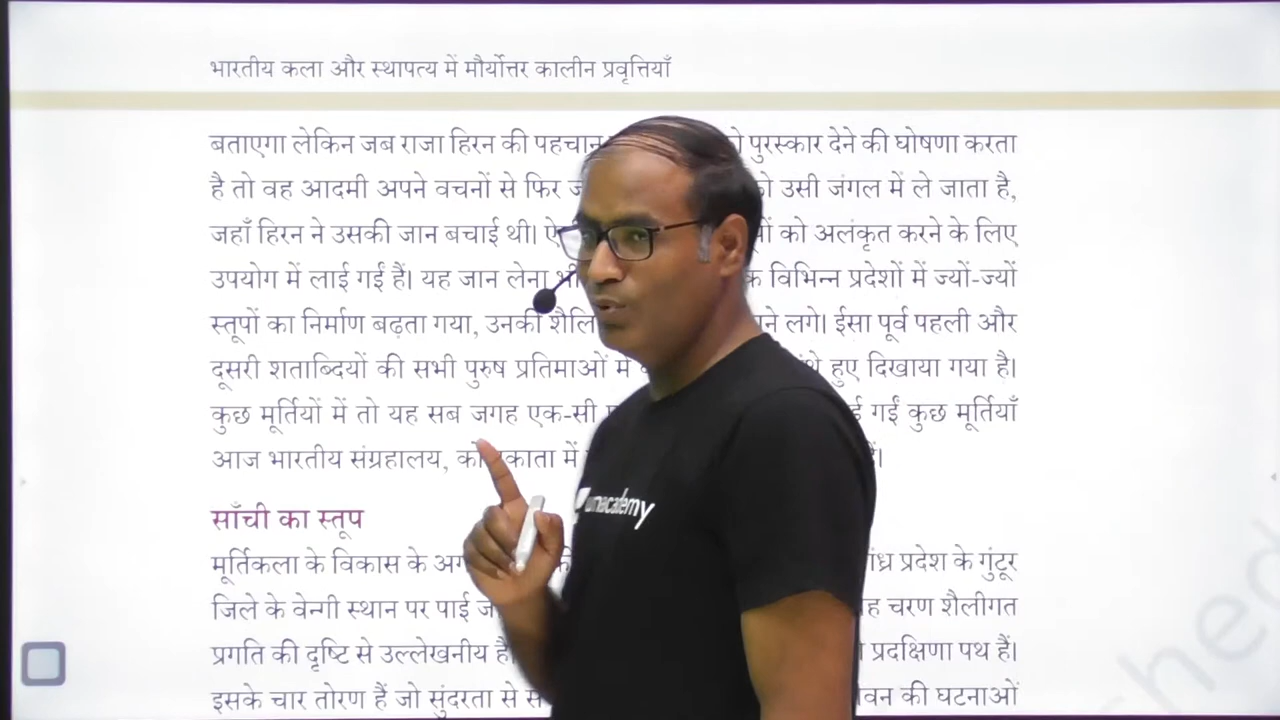 भारतीय कला और स्थापत्य में मौर्योत्तर कालीन प्रवृत्तियाँ
बताएगा लेकिन जब राजा हिरन की पहचान पुरस्कार देने की घोषणा करता
है तो वह आदमी अपने वचनों से फिर उसी जंगल में ले जाता है,
जहाँ हिरन ने उसकी जान बचाई थी। को अलंकृत करने के लिए
उपयोग में लाई गईं हैं। यह जान लेना विभिन्न प्रदेशों में ज्यों-ज्यों
स्तूपों का निर्माण बढ़ता गया, उनकी लगे। ईसा पूर्व पहली और
दूसरी शताब्दियों की सभी पुरुष प्रतिमाओं में हुए दिखाया गया है।
कुछ मूर्तियों में तो यह सब जगह एक-सी गईं कुछ मूर्तियाँ
आज भारतीय संग्रहालय, में
साँची का स्तूप
मूर्तिकला के विकास के प्रदेश के गुंटूर
जिले के वेन्गी स्थान पर पाई चरण शैलीगत
प्रगति की दृष्टि से उल्लेखनीय प्रदक्षिणा पथ हैं।
इसके चार तोरण हैं जो सुंदरता से की घटनाओं
unacademy
shed